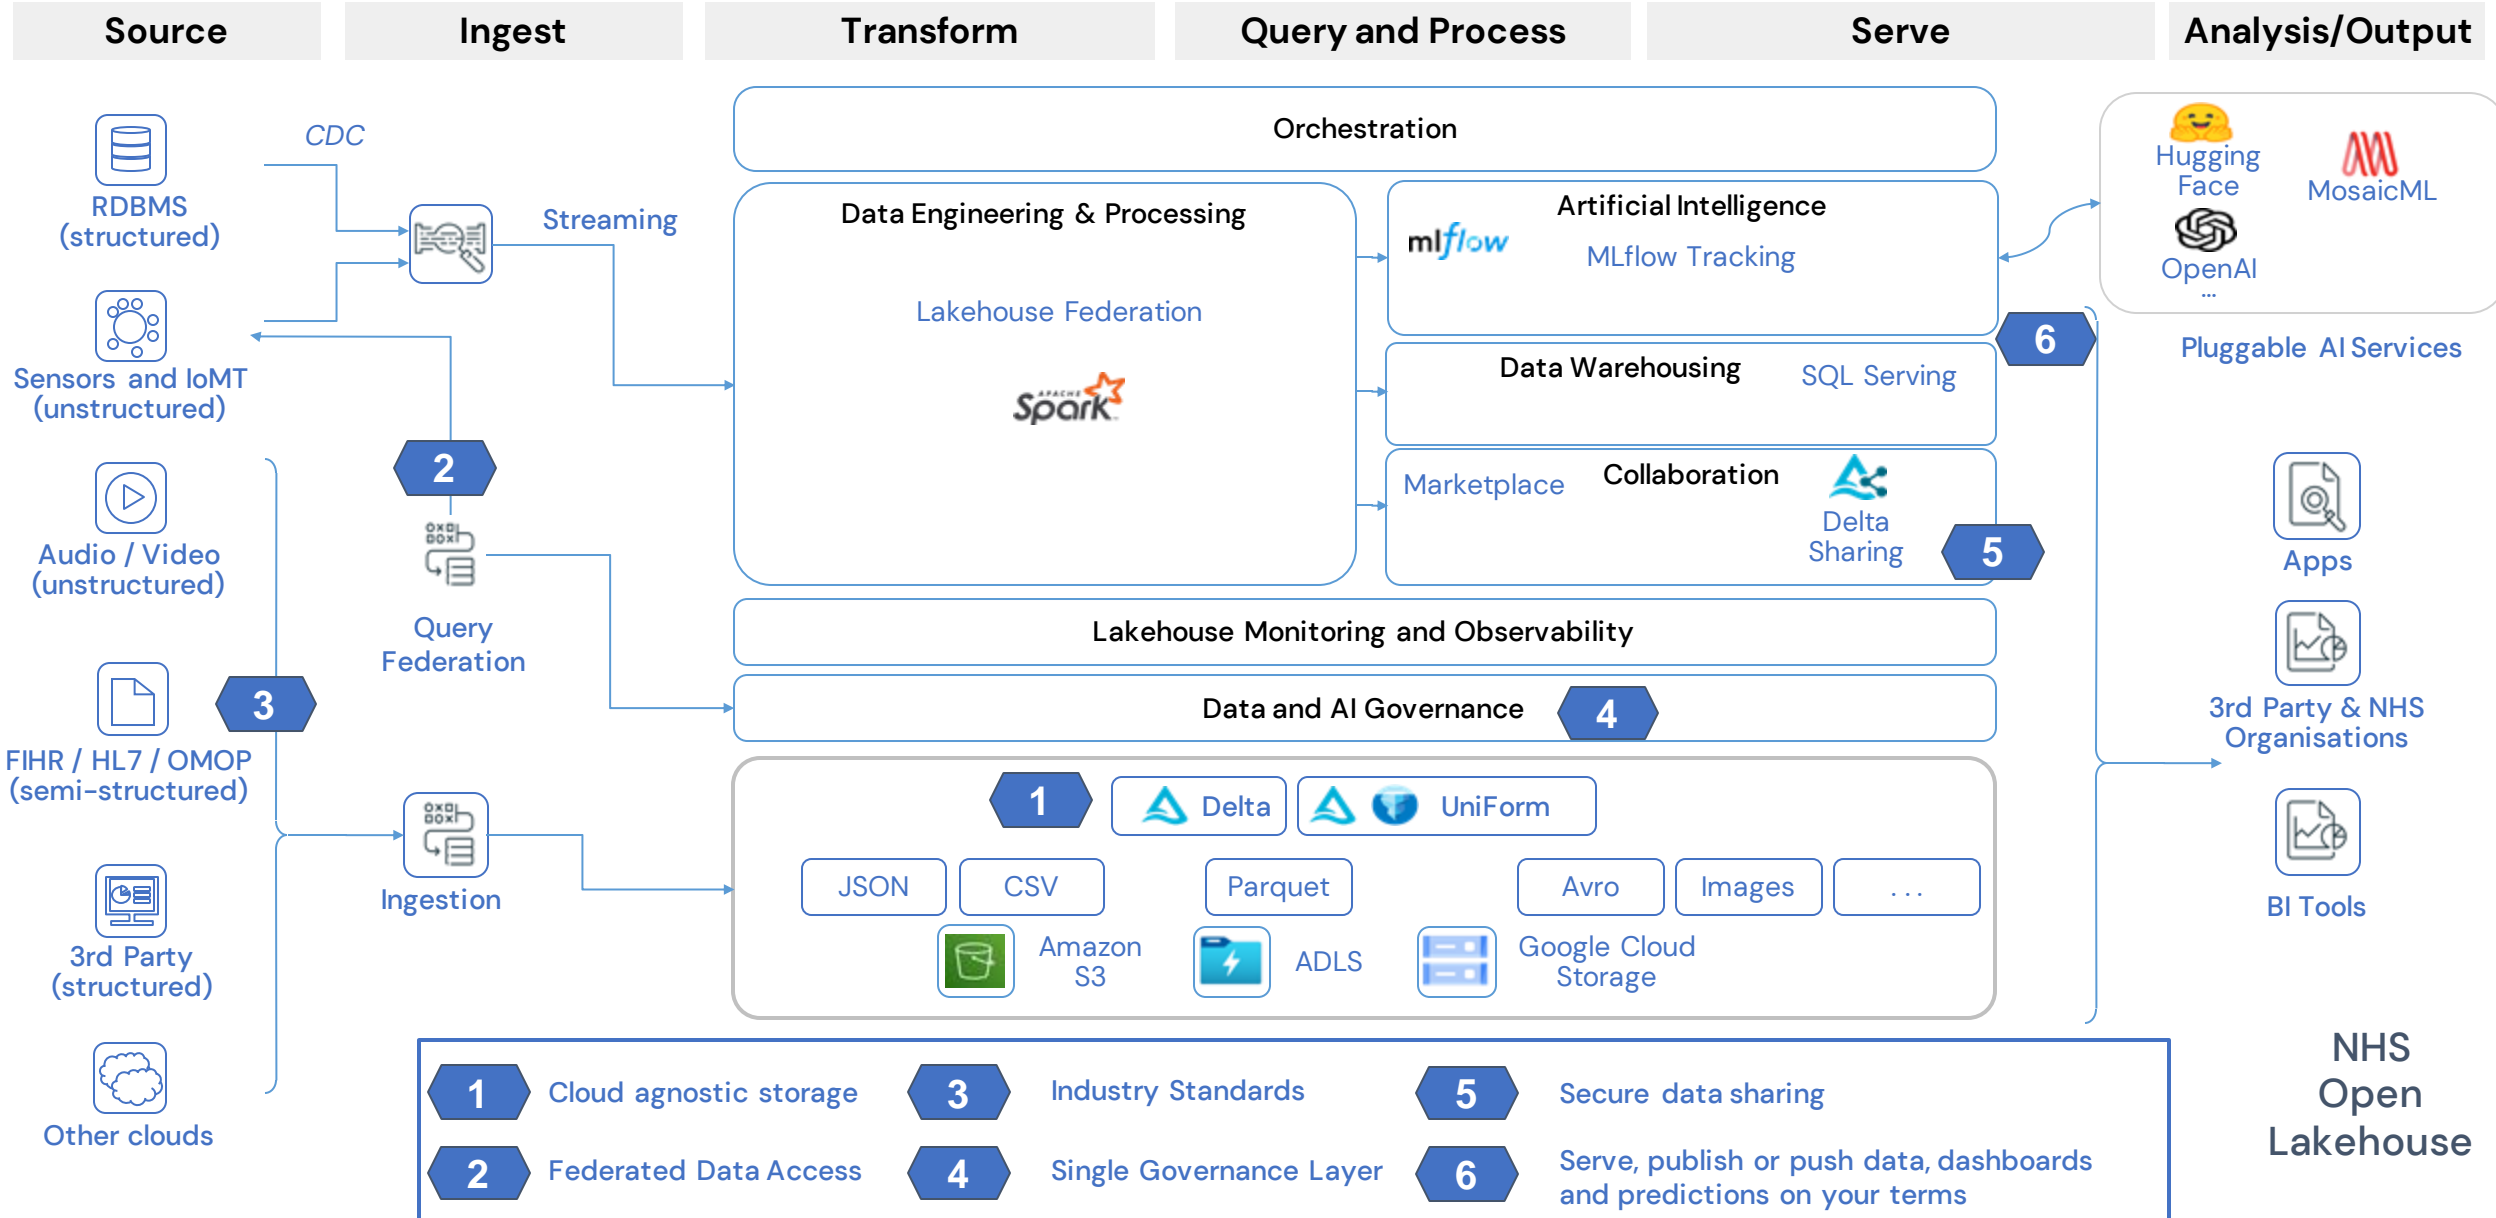 Source
Ingest
Transform
Query and Process
Serve
Analysis/Output
RDBMS
(structured)
Sensors and IoMT
(unstructured)
Audio / Video
(unstructured)
FIHR / HL7 / OMOP
(semi-structured)
3rd Party
(structured)
Other clouds
3
CDC
Streaming
2
Query
Federation
Ingestion
Orchestration
Data Engineering & Processing
Lakehouse Federation
APACHE
Spark
Artificial Intelligence
mlflow
MLflow Tracking
Data Warehousing
SQL Serving
Marketplace
Collaboration
Delta
Sharing
5
6
Lakehouse Monitoring and Observability
Data and AI Governance
4
1
Delta
UniForm
JSON
CSV
Parquet
Avro
Images
...
Amazon
S3
ADLS
Google Cloud
Storage
Hugging
Face
MosaicML
OpenAI
...
Pluggable AI Services
Apps
3rd Party & NHS
Organisations
BI Tools
1
Cloud agnostic storage
2
Federated Data Access
3
Industry Standards
4
Single Governance Layer
5
Secure data sharing
6
Serve, publish or push data, dashboards
and predictions on your terms
NHS
Open
Lakehouse